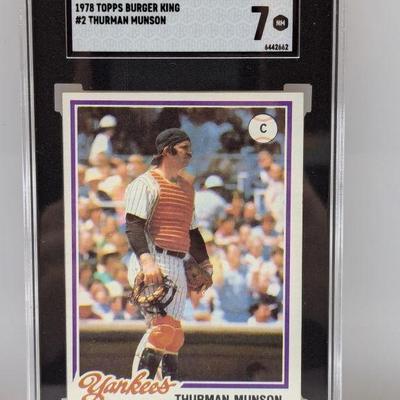 1978 TOPPS BURGER KING
#2 THURMAN MUNSON
7 NM
6442662
C
Yankees
THURMAN MUNSON